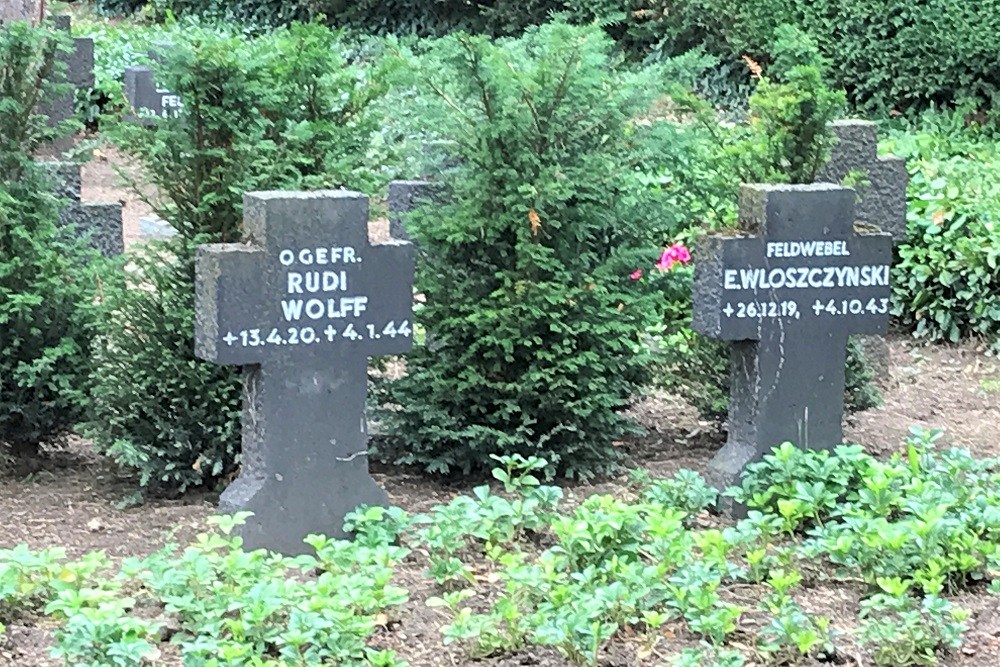 O.GEFR.
RUDI
WOLFF
+13.4.20. +4.1.44
FELDWEBEL
E.WLOSZCZYNSKI
+26.12.19, +4.10.43